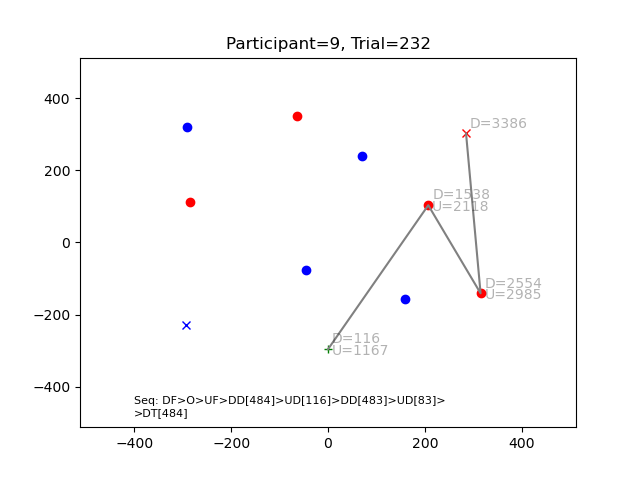 Participant=9, Trial=232
400
200
0
−200
−400
−400
−200
0
200
400
D=3386
D=1538
U=2118
D=2554
U=2985
D=116
U=1167
Seq: DF>O>UF>DD[484]>UD[116]>DD[483]>UD[83]>
>DT[484]